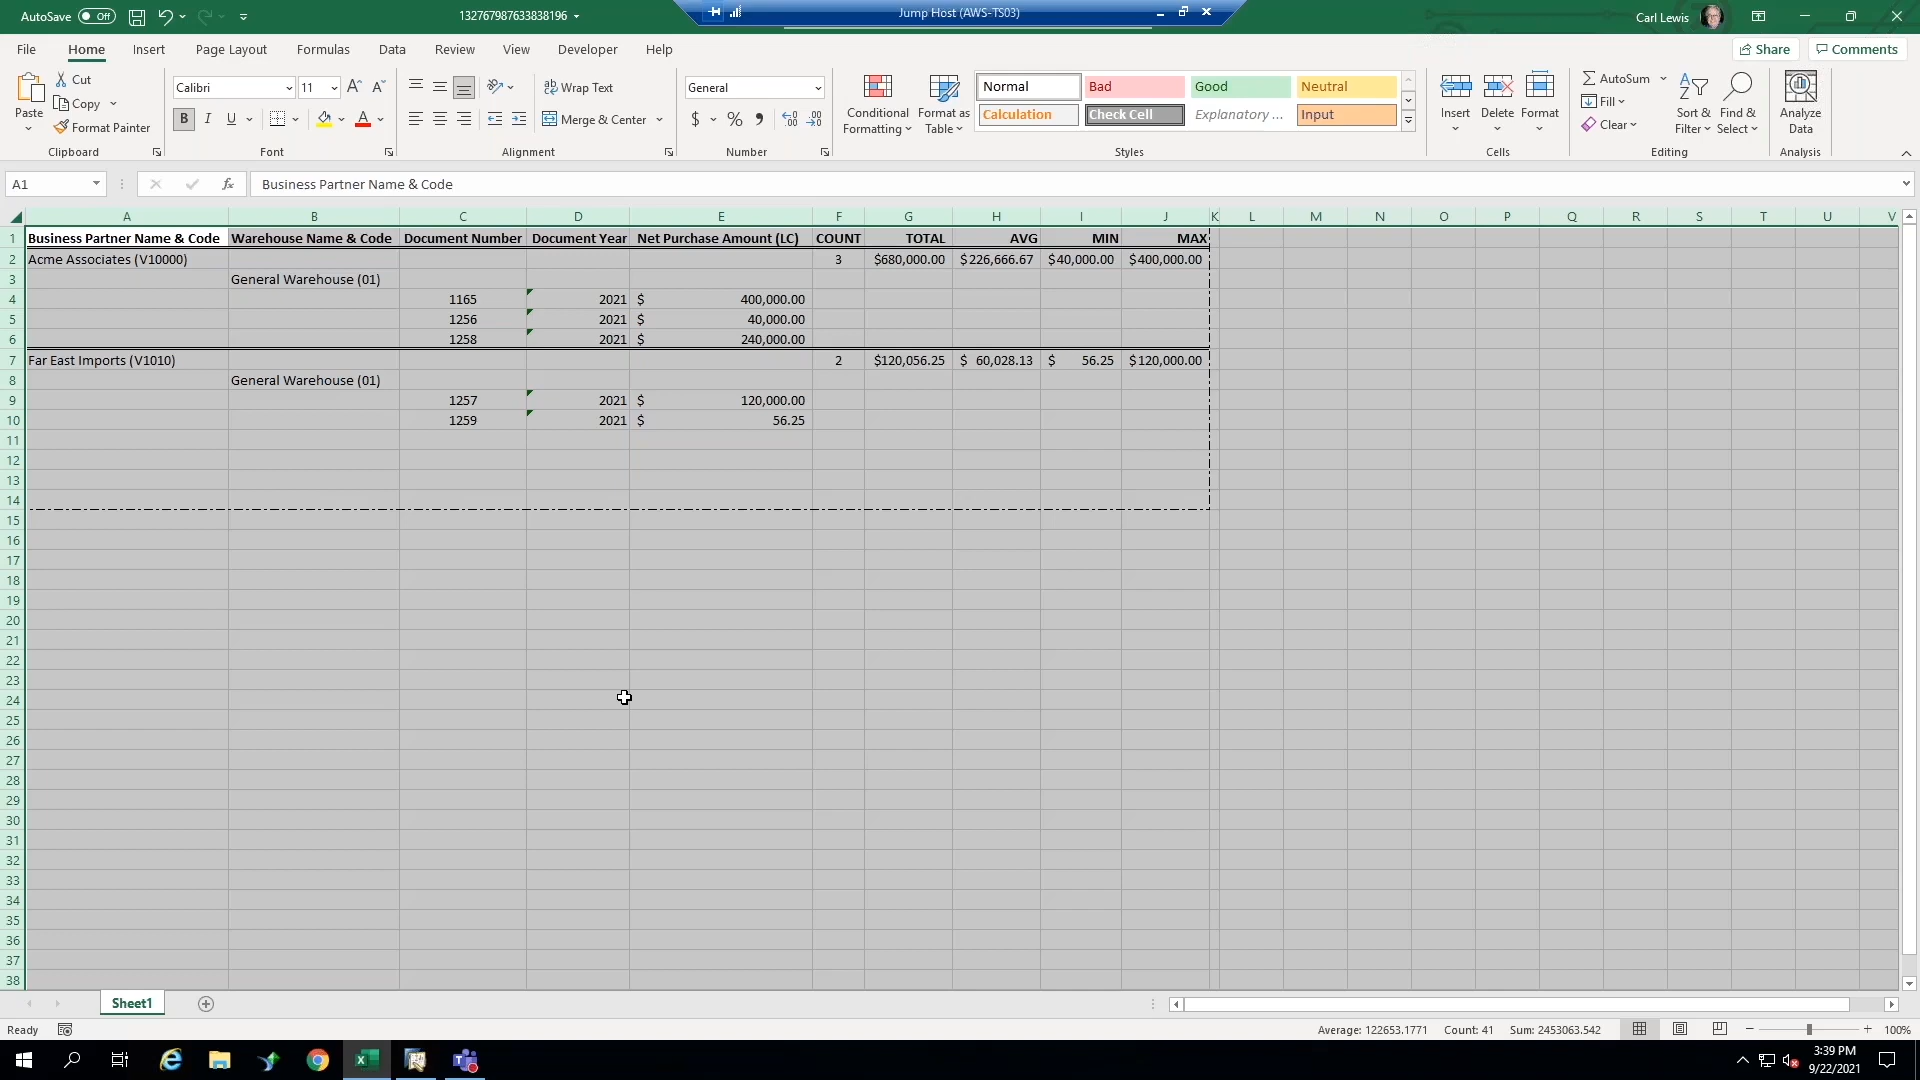 AutoSave Off 132767987633838196 Jump Host (AWS-TS03) Carl Lewis
File Home Insert Page Layout Formulas Data Review View Developer Help Share Comments
Paste Cut Copy Format Painter Clipboard
Calibri 11 A A B I U A Font
Wrap Text Merge & Center Alignment
General $ % 9 Number
Conditional Formatting Format as Table
Normal Bad Good Neutral
Calculation Check Cell Explanatory ... Input
Styles
Insert Delete Format Cells
AutoSum Fill Clear Sort & Filter Find & Select Editing
Analyze Data Analysis
A1 fx Business Partner Name & Code
A B C D E F G H I J K L M N O P Q R S T U V
1 Business Partner Name & Code Warehouse Name & Code Document Number Document Year Net Purchase Amount (LC) COUNT TOTAL AVG MIN MAX
2 Acme Associates (V10000) 3 $680,000.00 $226,666.67 $40,000.00 $400,000.00
3 General Warehouse (01)
4 1165 2021 $ 400,000.00
5 1256 2021 $ 40,000.00
6 1258 2021 $ 240,000.00
7 Far East Imports (V1010) 2 $120,056.25 $ 60,028.13 $ 56.25 $120,000.00
8 General Warehouse (01)
9 1257 2021 $ 120,000.00
10 1259 2021 $ 56.25
11
12
13
14
15
16
17
18
19
20
21
22
23
24
25
26
27
28
29
30
31
32
33
34
35
36
37
38
Sheet1
Ready Average: 122653.1771 Count: 41 Sum: 2453063.542 100%
3:39 PM
9/22/2021